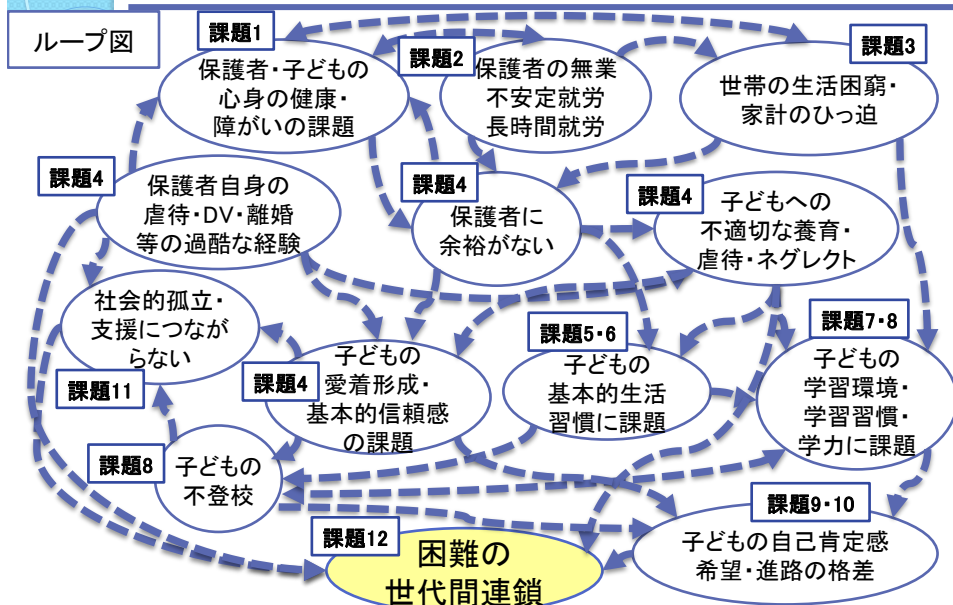 ループ図
課題1
保護者・子どもの
心身の健康・
障がいの課題
課題2
保護者の無業
不安定就労
長時間就労
課題3
世帯の生活困窮・
家計のひっ迫
課題4
保護者自身の
虐待・DV・離婚
等の過酷な経験
課題4
保護者に
余裕がない
課題4
子どもへの
不適切な養育・
虐待・ネグレクト
社会的孤立・
支援につなが
らない
課題11
課題4
子どもの
愛着形成・
基本的信頼感
の課題
課題5・6
子どもの
基本的生活
習慣に課題
課題7・8
子どもの
学習環境・
学習習慣・
学力に課題
課題8
子どもの
不登校
課題9・10
子どもの自己肯定感
希望・進路の格差
課題12
困難の
世代間連鎖